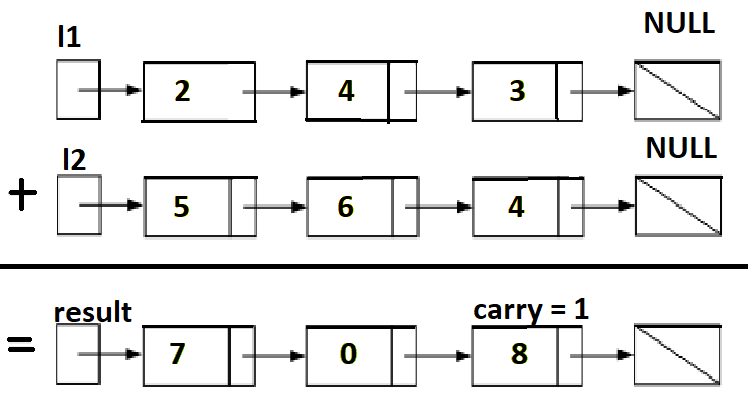 l1
NULL
2 4 3
l2
NULL
+ 5 6 4
result
carry = 1
= 7 0 8